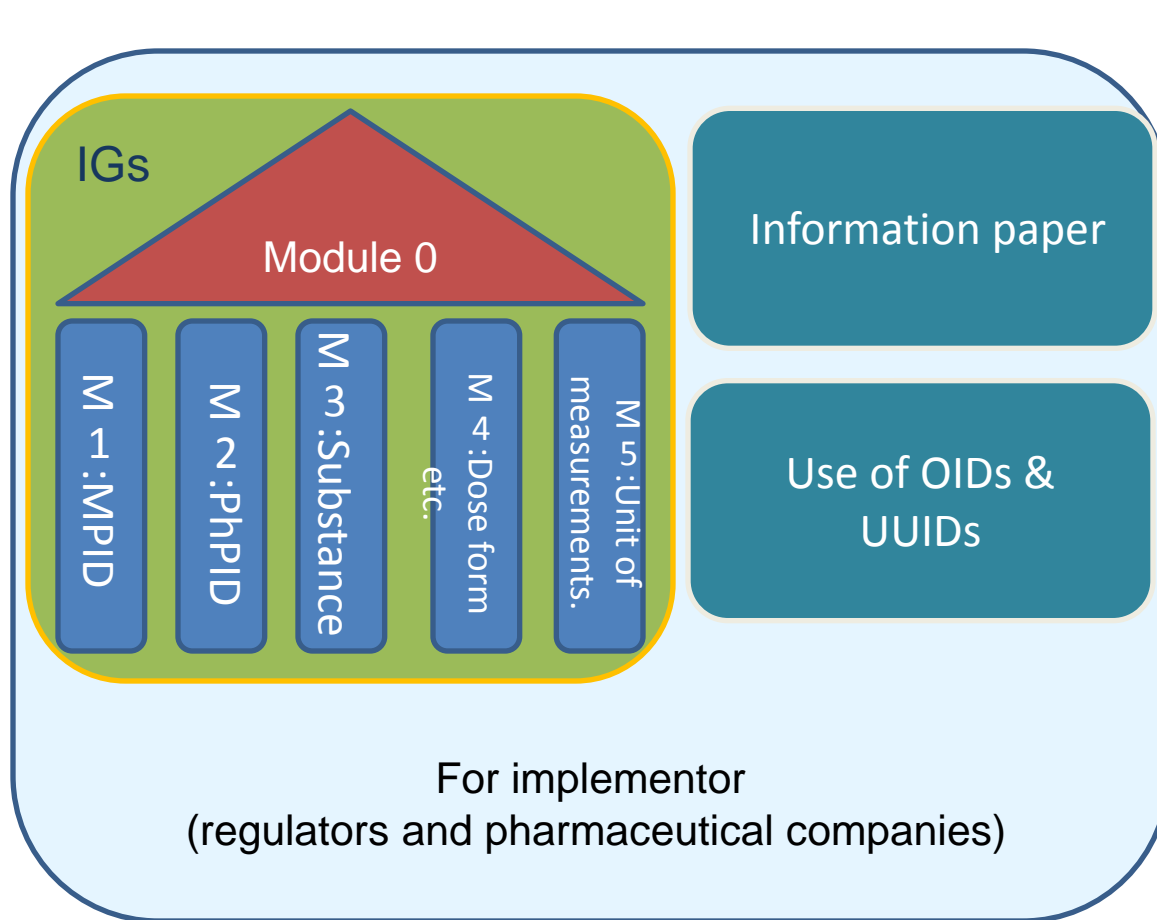 IGs
Module 0
M 1:MPID
M 2:PhPID
M 3:Substance
M 4:Dose form
etc.
M 5:Unit of
measurements.
Information paper
Use of OIDs &
UUIDs
For implementor
(regulators and pharmaceutical companies)